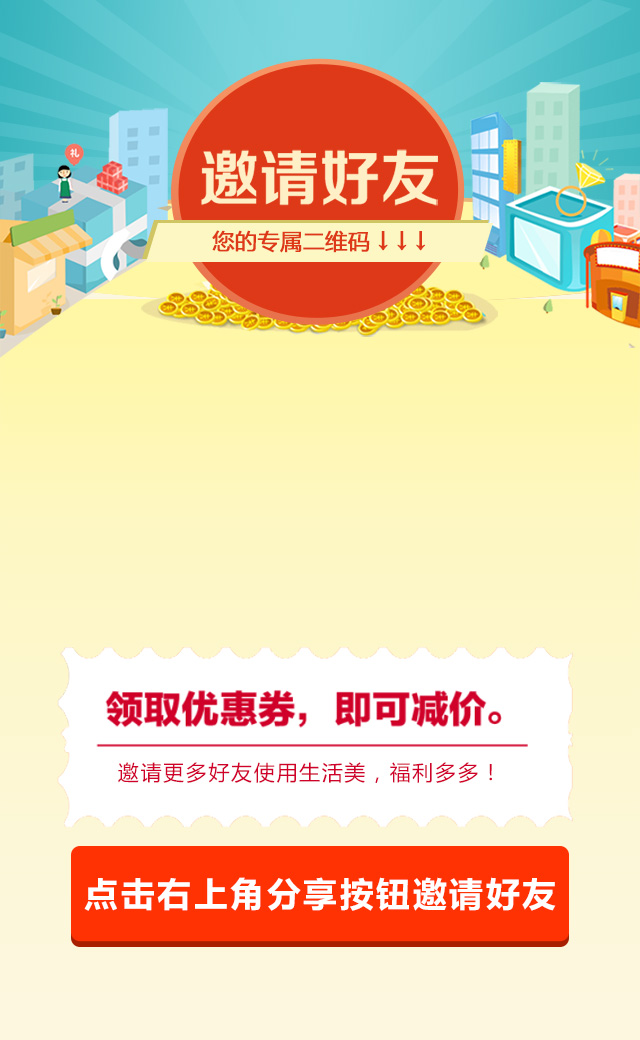 礼
邀请好友
您的专属二维码↓↓↓
领取优惠券，即可减价。
邀请更多好友使用生活美，福利多多！
点击右上角分享按钮邀请好友